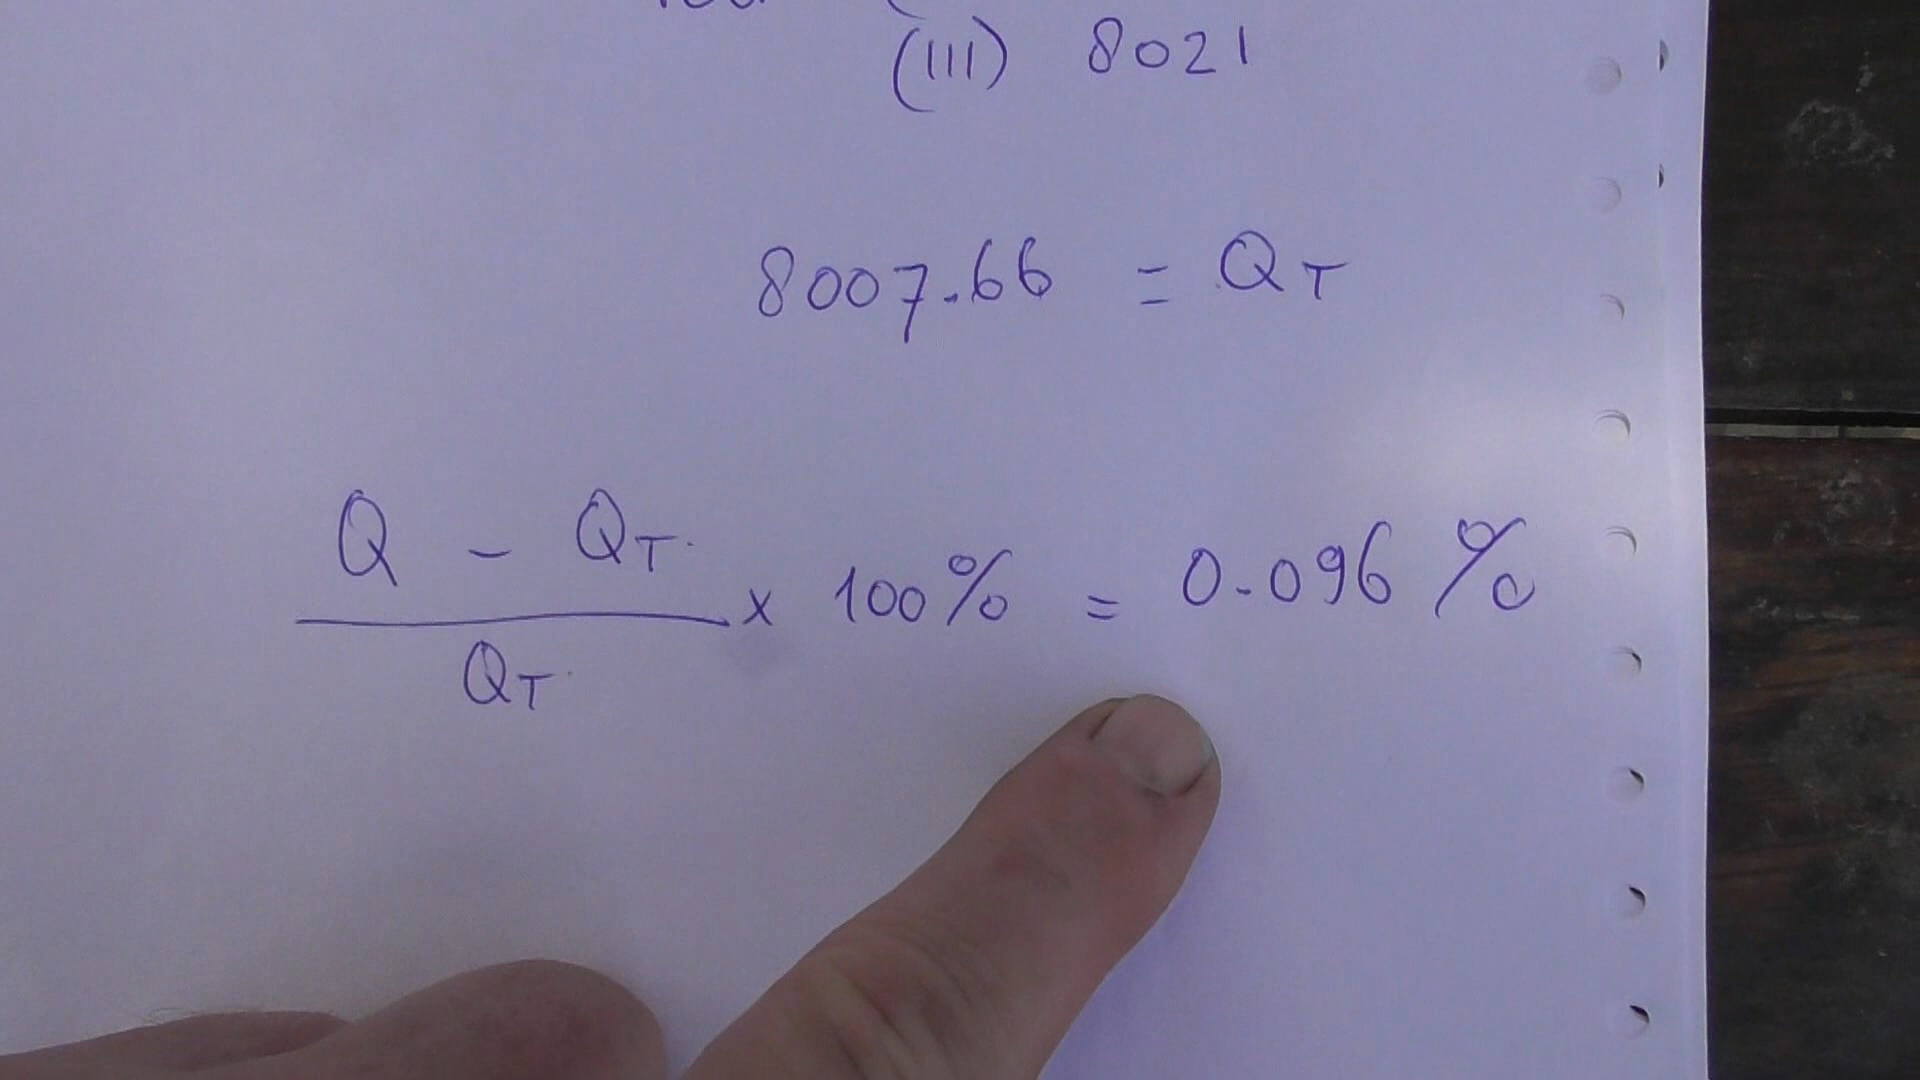 (III) 8021
8007.66 = QT
Q - QT
x 100% = 0.096 %
QT